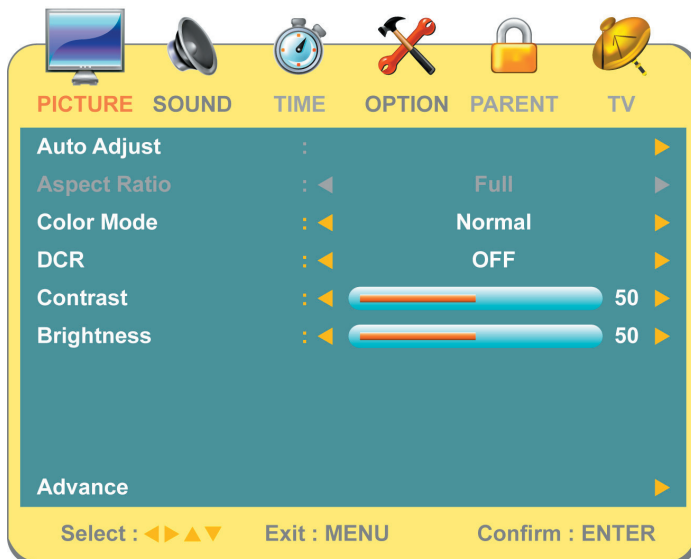 PICTURE SOUND TIME OPTION PARENT TV
Auto Adjust :
Aspect Ratio : Full
Color Mode : Normal
DCR : OFF
Contrast : 50
Brightness : 50
Advance
Select : Exit : MENU Confirm : ENTER